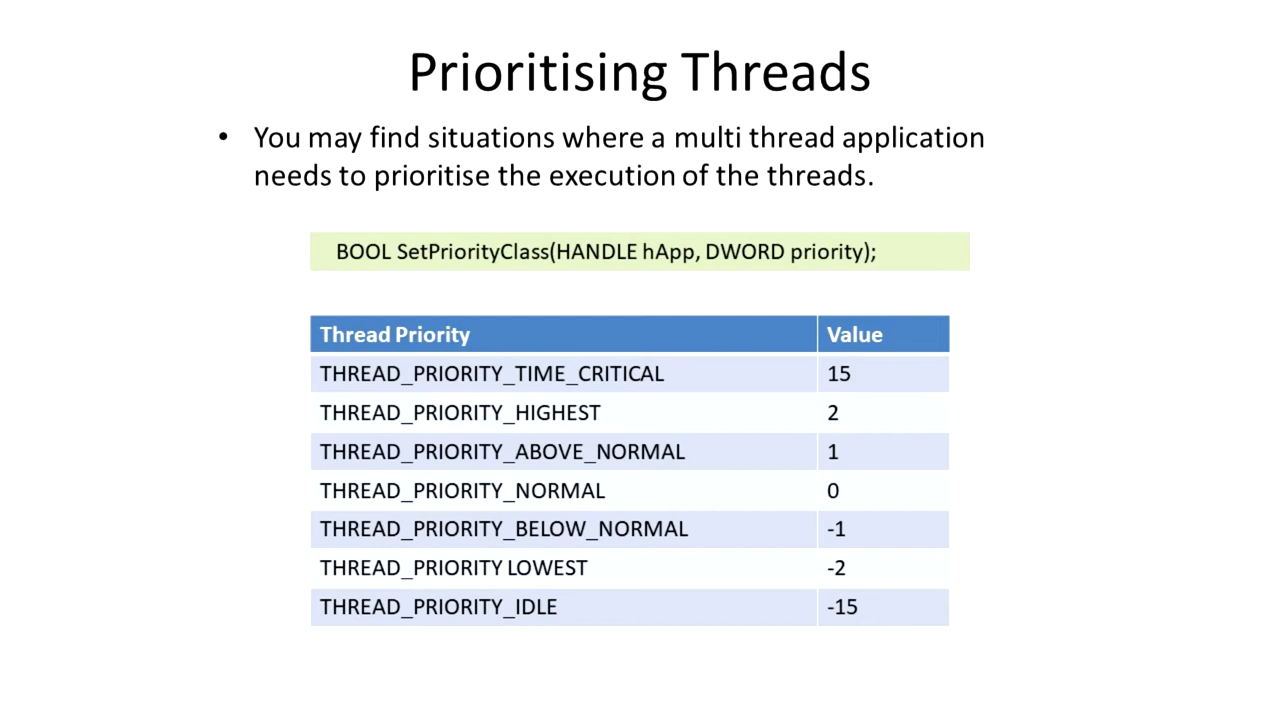 Prioritising Threads
• You may find situations where a multi thread application
needs to prioritise the execution of the threads.
BOOL SetPriorityClass(HANDLE hApp, DWORD priority);
Thread Priority Value
THREAD_PRIORITY_TIME_CRITICAL 15
THREAD_PRIORITY_HIGHEST 2
THREAD_PRIORITY_ABOVE_NORMAL 1
THREAD_PRIORITY_NORMAL 0
THREAD_PRIORITY_BELOW_NORMAL -1
THREAD_PRIORITY LOWEST -2
THREAD_PRIORITY_IDLE -15